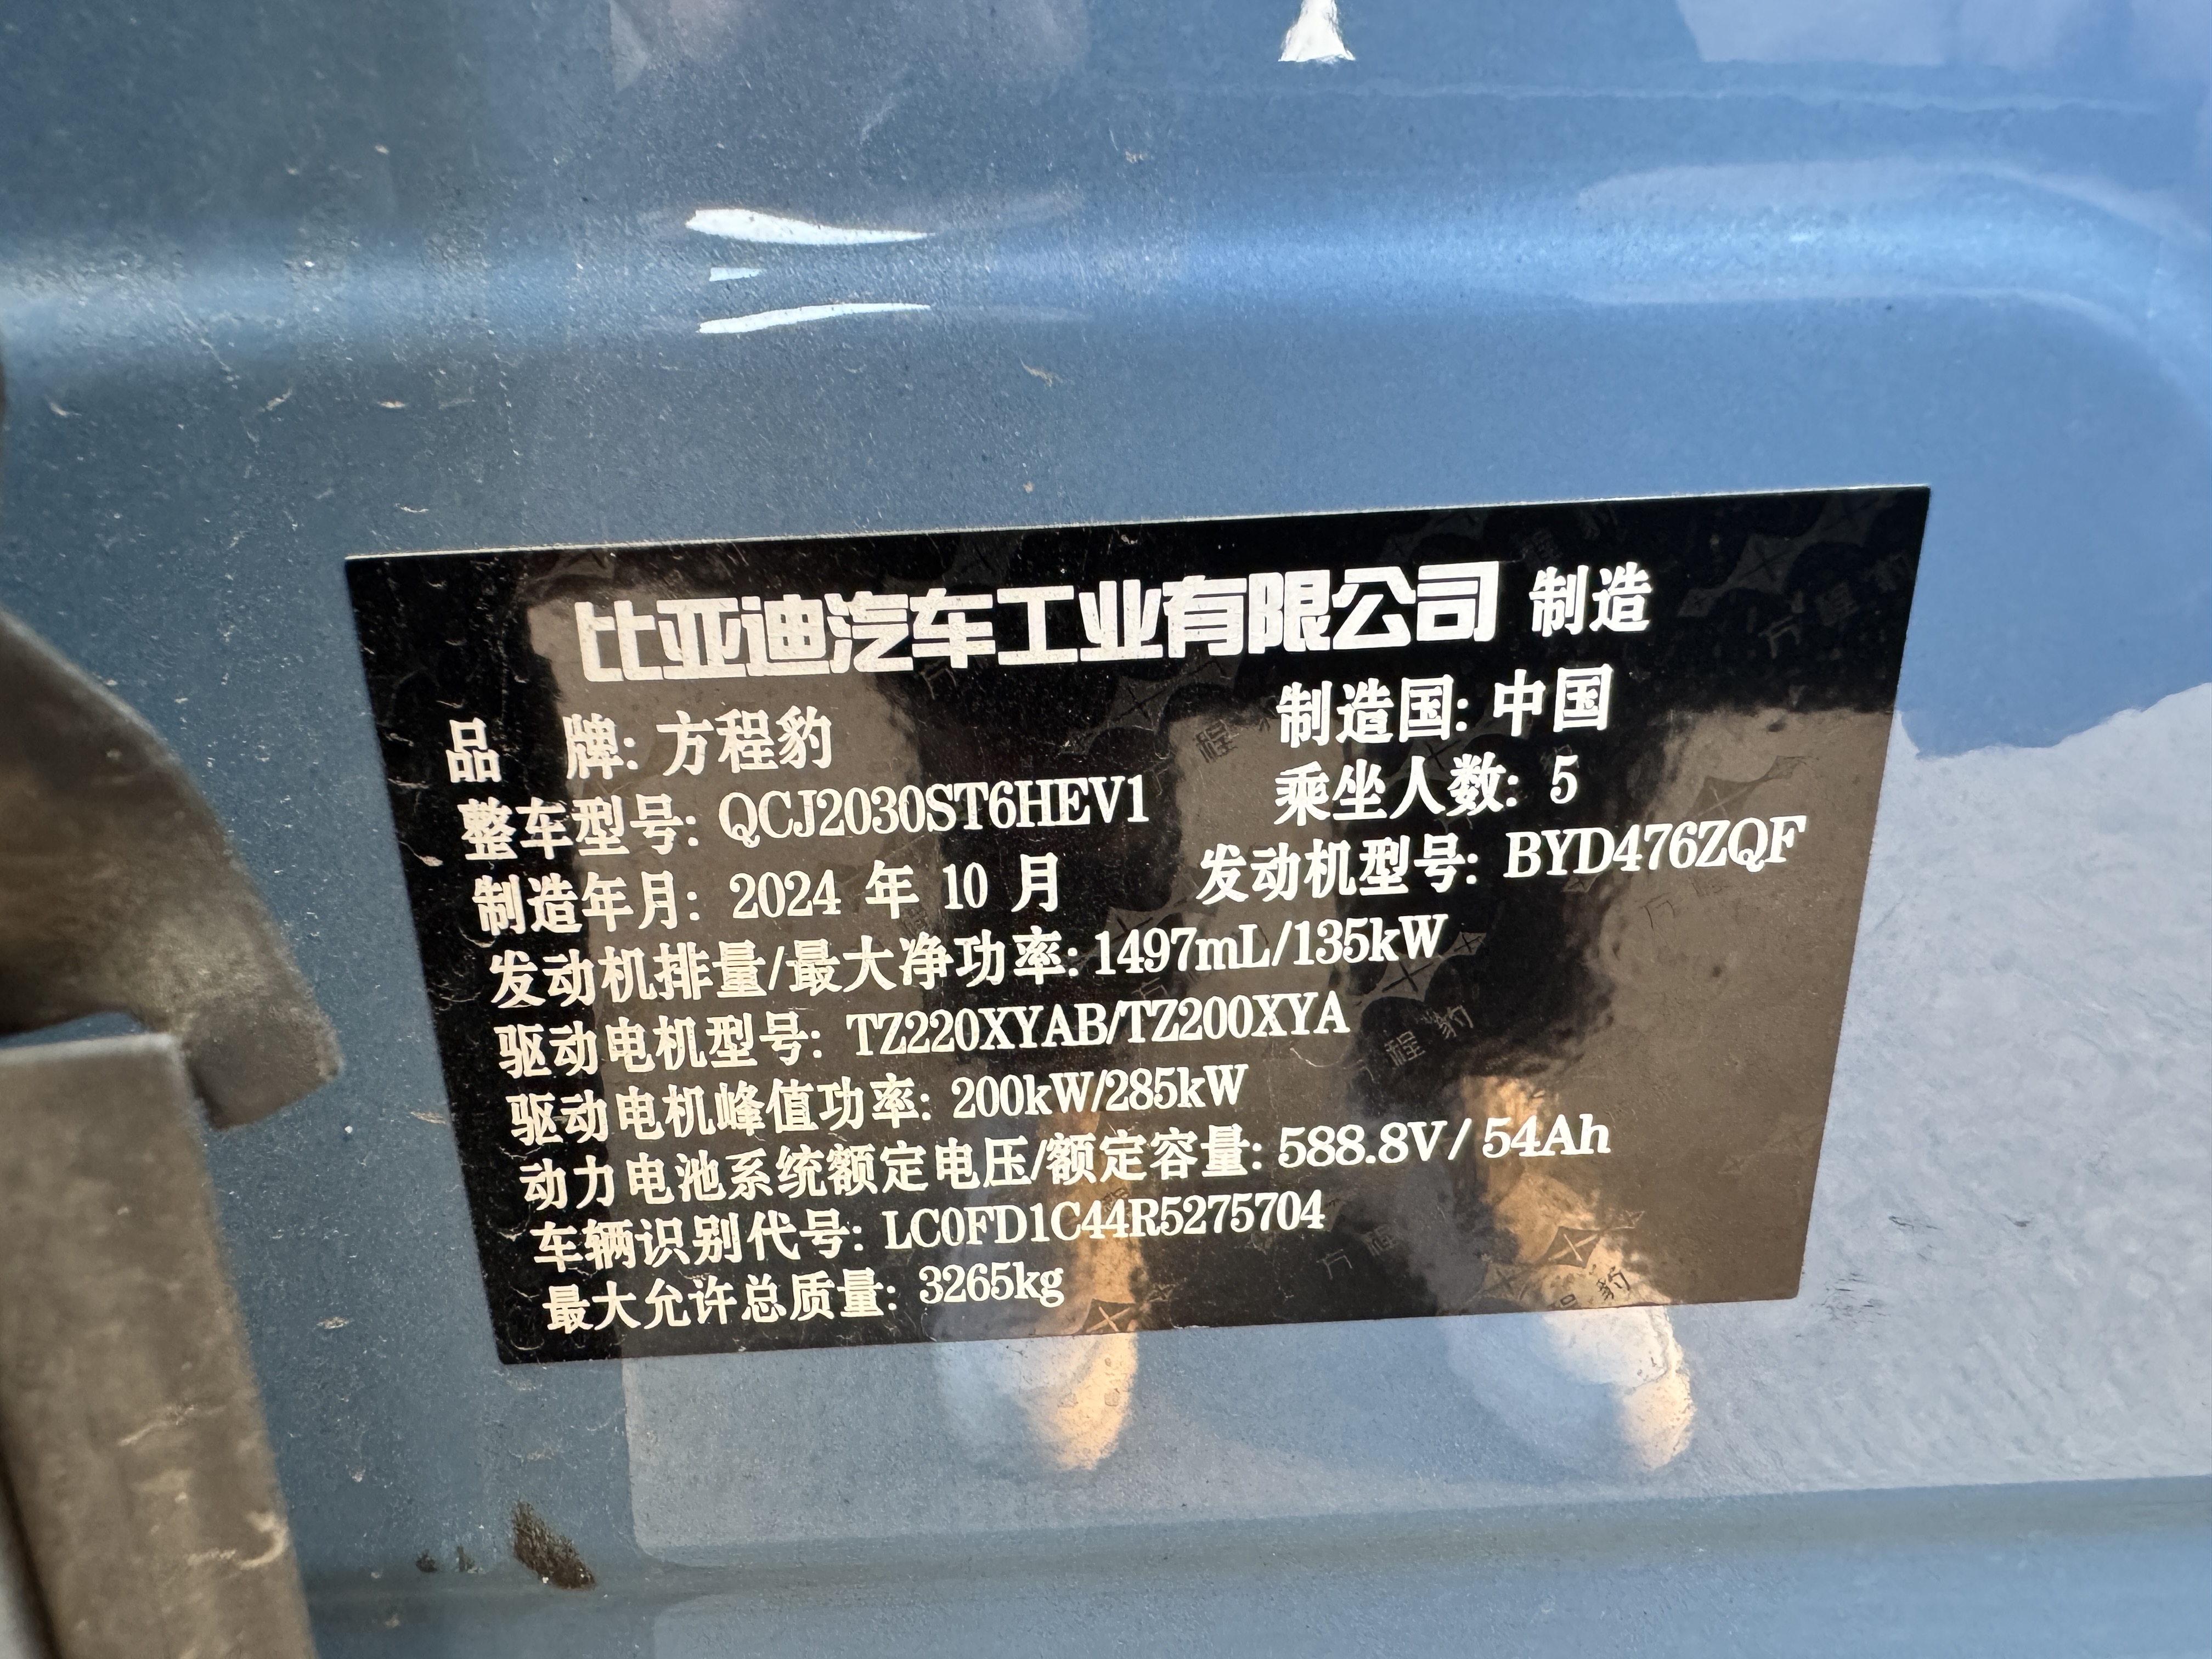 比亚迪汽车工业有限公司 制造
品 牌: 方程豹 制造国: 中国
整车型号: QCJ2030ST6HEV1 乘坐人数: 5
制造年月: 2024 年 10 月 发动机型号: BYD476ZQF
发动机排量/最大净功率: 1497mL/135kW
驱动电机型号: TZ220XYAB/TZ200XYA
驱动电机峰值功率: 200kW/285kW
动力电池系统额定电压/额定容量: 588.8V/54Ah
车辆识别代号: LC0FD1C44R5275704
最大允许总质量: 3265kg